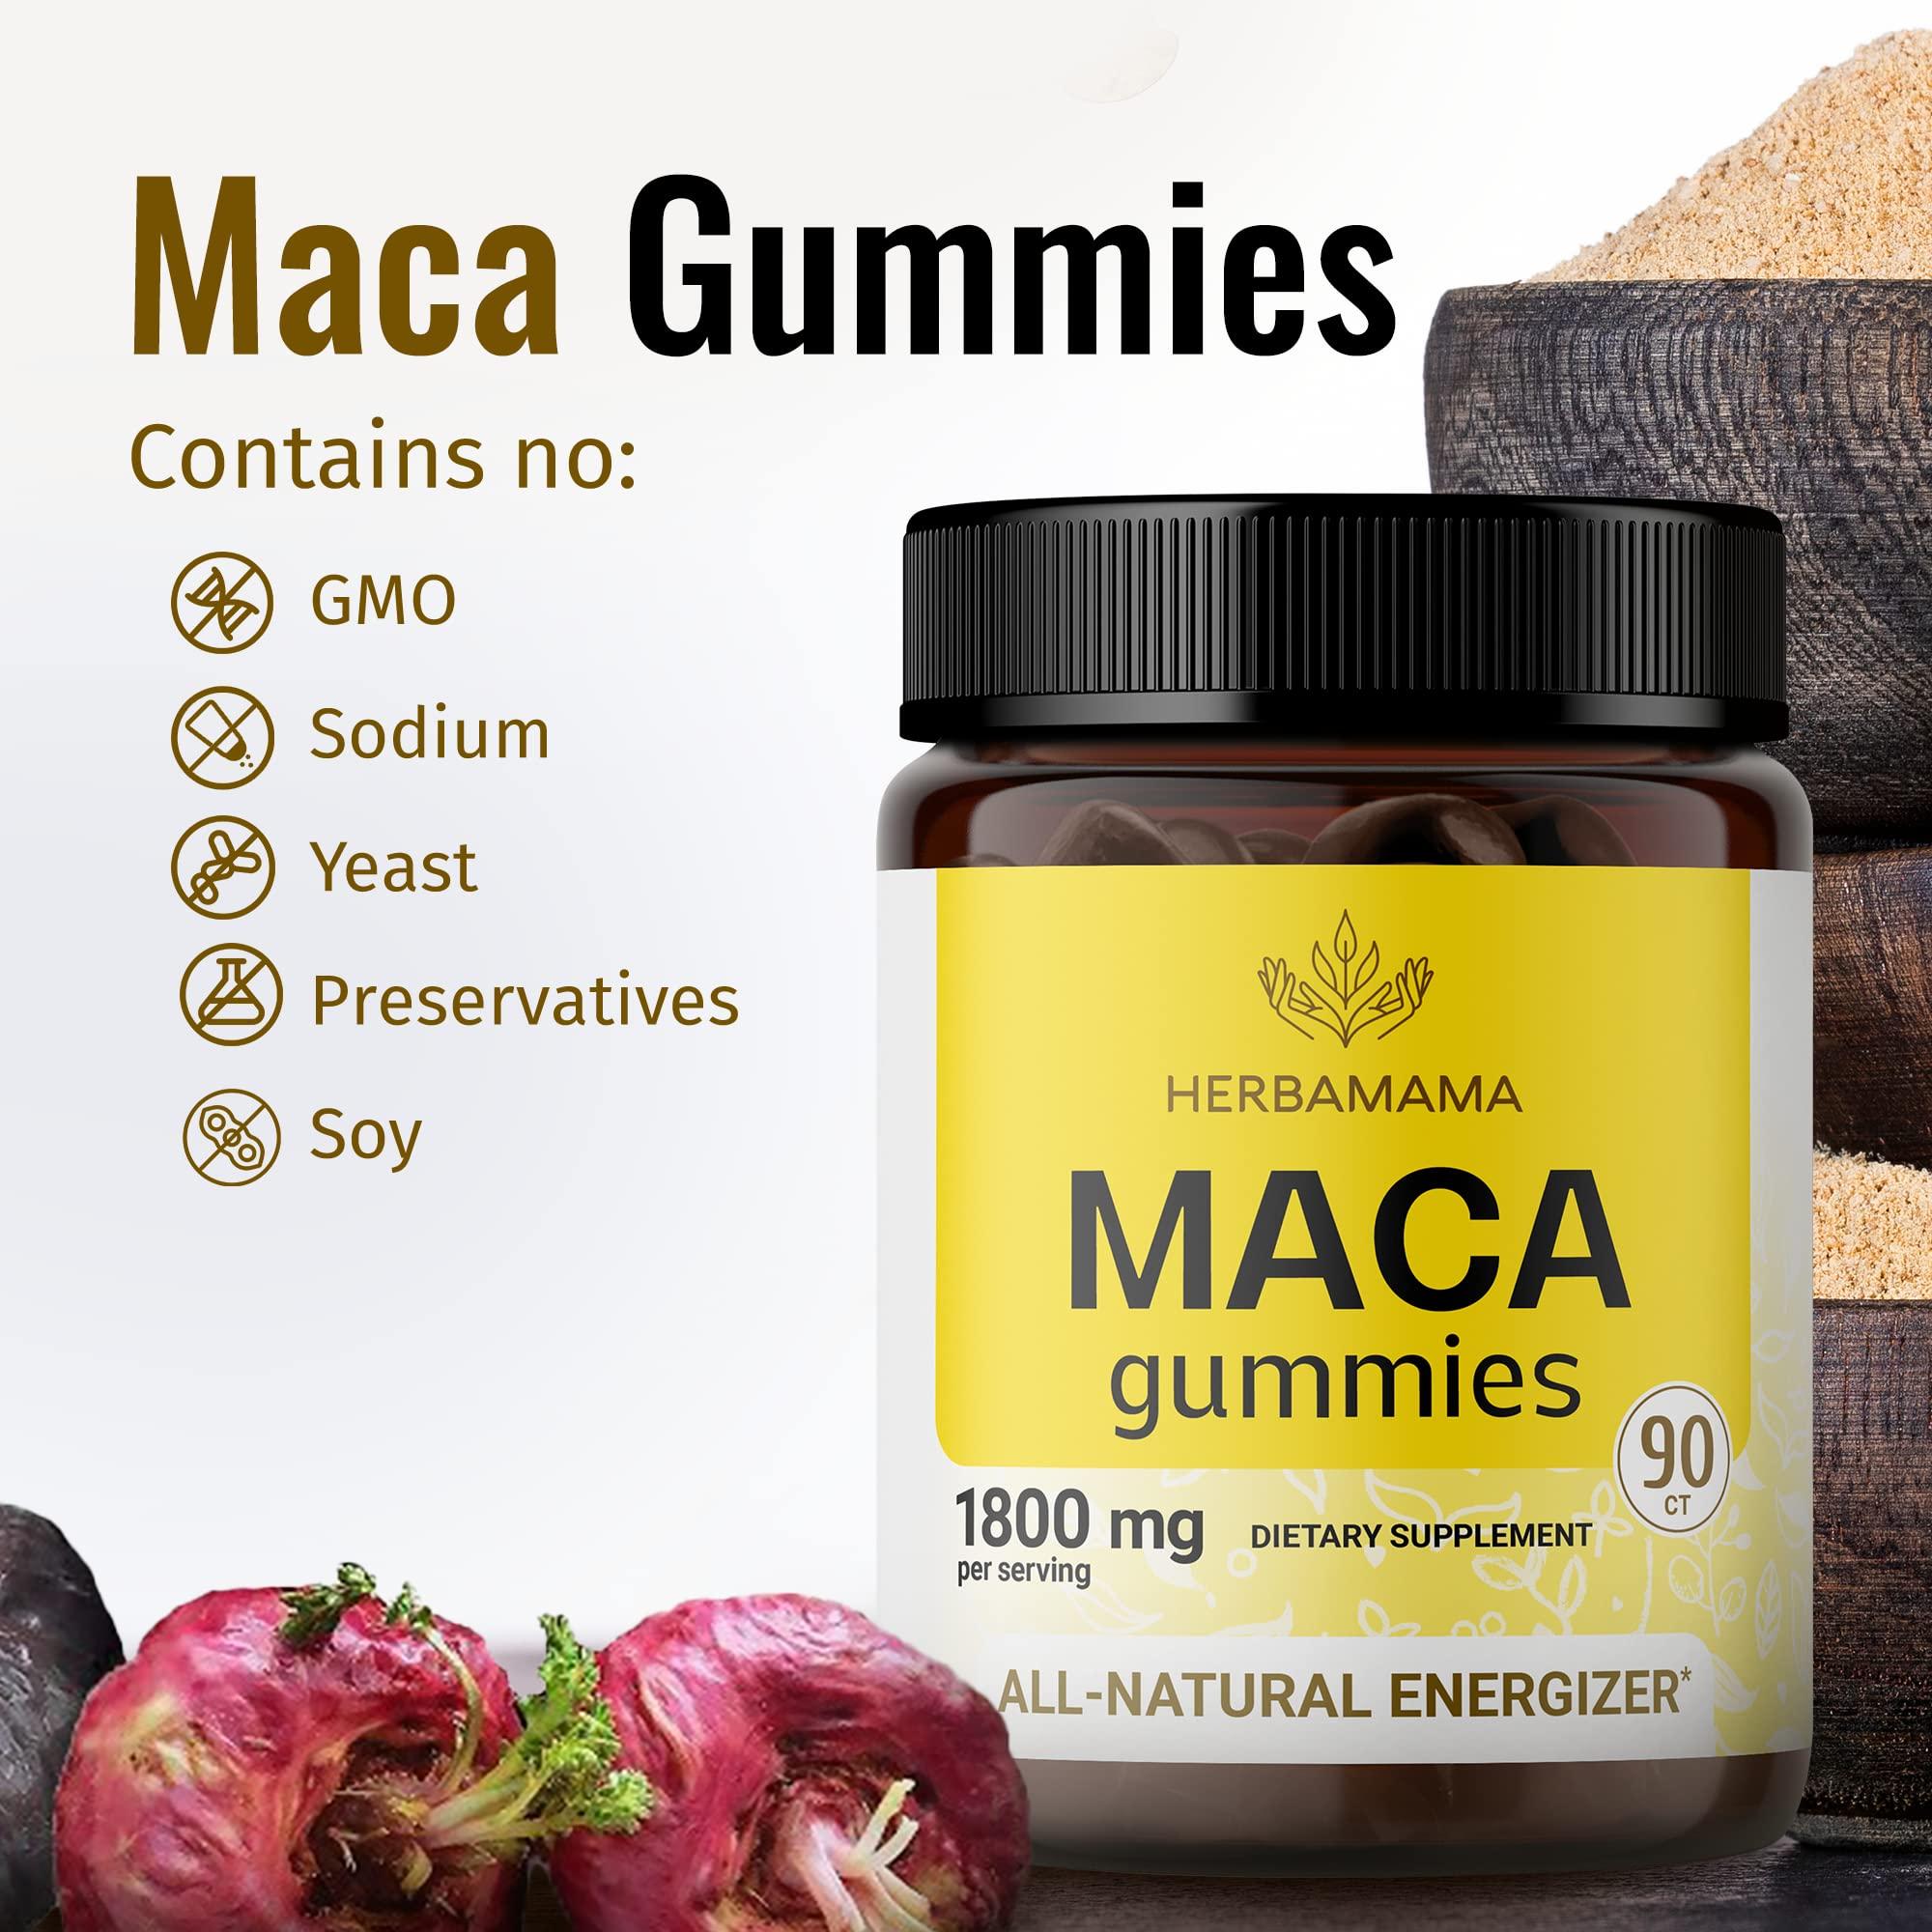 Maca Gummies
Contains no:
GMO
Sodium
Yeast
Preservatives
Soy
HERBAMAMA
MACA
gummies
90
CT
1800 mg
per serving
DIETARY SUPPLEMENT
ALL-NATURAL ENERGIZER*